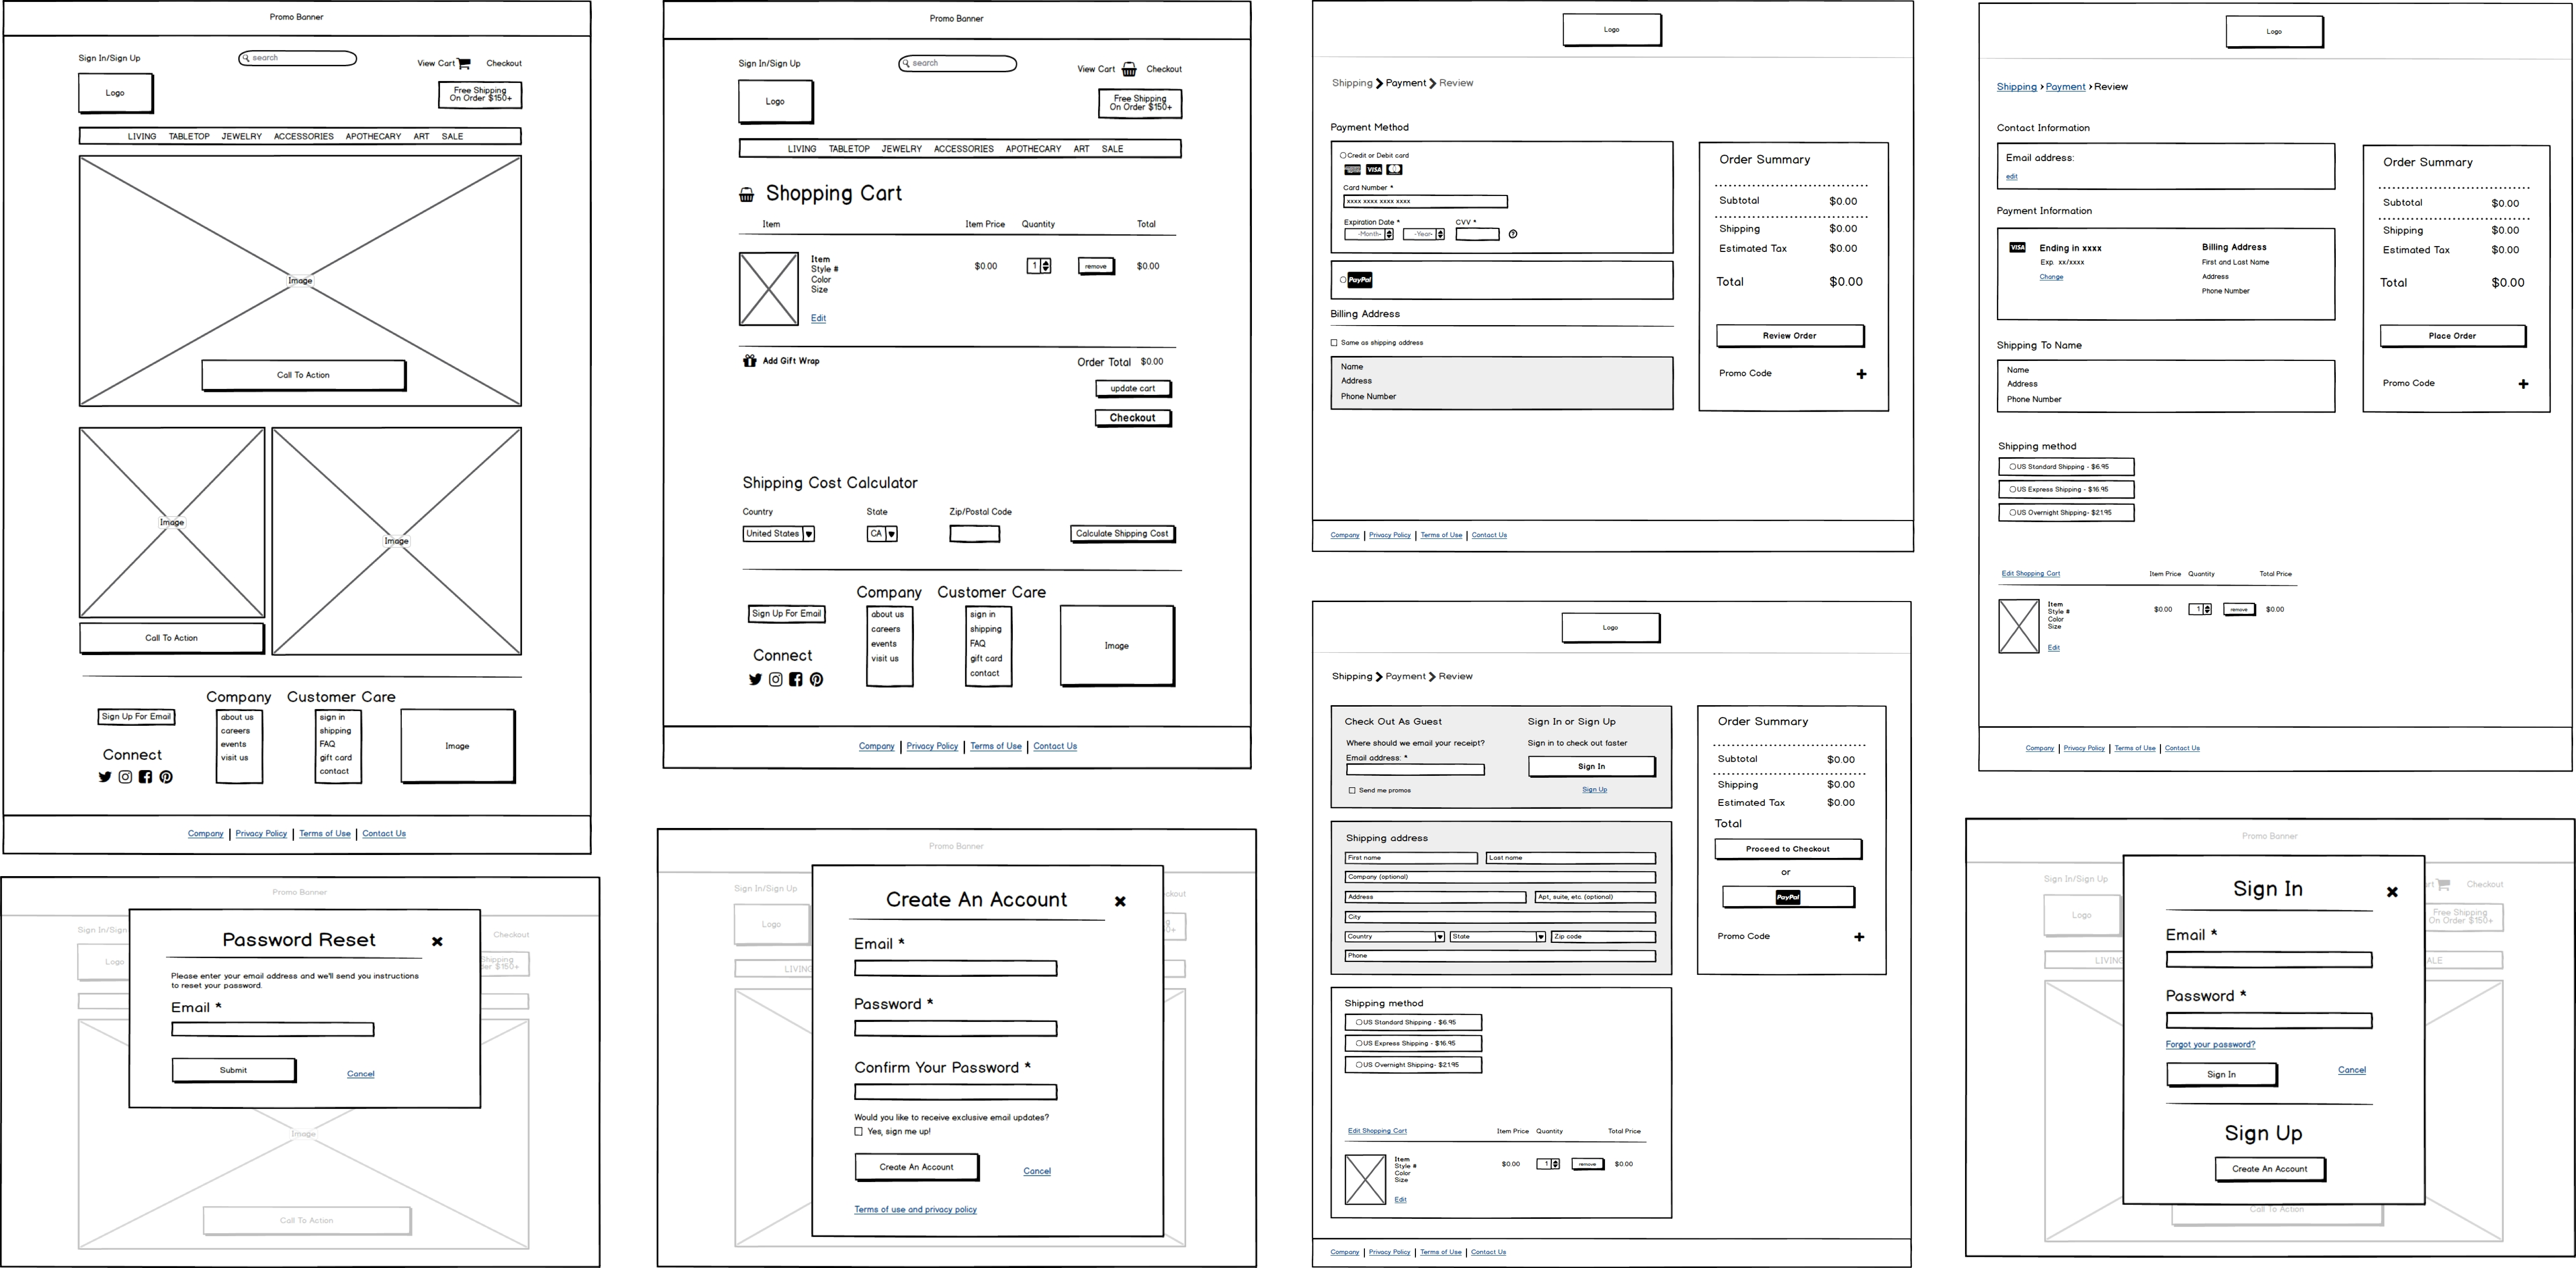 Promo Banner
Sign In/Sign Up
search
View Cart
Checkout
Logo
Free Shipping
On Order $150+
LIVING TABLETOP JEWELRY ACCESSORIES APOTHECARY ART SALE
Image
Call To Action
Image
Image
Call To Action
Company
Customer Care
Sign Up For Email
about us
careers
events
visit us
sign in
shipping
FAQ
gift card
contact
Image
Connect
Company | Privacy Policy | Terms of Use | Contact Us
Promo Banner
Sign In/Sign
Checkout
Logo
Shipping
er $150+
Password Reset
Please enter your email address and we'll send you instructions
to reset your password.
Email *
Submit
Cancel
Image
Call To Action
Promo Banner
Sign In/Sign Up
search
View Cart
Checkout
Logo
Free Shipping
On Order $150+
LIVING TABLETOP JEWELRY ACCESSORIES APOTHECARY ART SALE
Shopping Cart
Item Item Price Quantity Total
Item
Style #
Color
Size
Edit
$0.00 1 remove $0.00
Add Gift Wrap
Order Total $0.00
update cart
Checkout
Shipping Cost Calculator
Country State Zip/Postal Code
United States CA Calculate Shipping Cost
Company
Customer Care
Sign Up For Email
about us
careers
events
visit us
sign in
shipping
FAQ
gift card
contact
Image
Connect
Company | Privacy Policy | Terms of Use | Contact Us
Promo Banner
Sign In/Sign Up
ckout
Logo
0+
LIVING
Create An Account
Email *
Password *
Confirm Your Password *
Would you like to receive exclusive email updates?
Yes, sign me up!
Create An Account
Cancel
Terms of use and privacy policy
Logo
Shipping Payment Review
Payment Method
Credit or Debit card
VISA
Card Number *
xxxx xxxx xxxx xxxx
Expiration Date * CVV *
-Month- -Year- ?
PayPal
Billing Address
Same as shipping address
Name
Address
Phone Number
Order Summary
Subtotal $0.00
Shipping $0.00
Estimated Tax $0.00
Total $0.00
Review Order
Promo Code
Company | Privacy Policy | Terms of Use | Contact Us
Logo
Shipping Payment Review
Check Out As Guest
Where should we email your receipt?
Email address: *
Send me promos
Sign In or Sign Up
Sign in to check out faster
Sign In
Sign Up
Shipping address
First name Last name
Company (optional)
Address Apt, suite, etc. (optional)
City
Country State Zip code
Phone
Order Summary
Subtotal $0.00
Shipping $0.00
Estimated Tax $0.00
Total
Proceed to Checkout
or
PayPal
Promo Code
Shipping method
US Standard Shipping - $6.95
US Express Shipping - $16.95
US Overnight Shipping- $21.95
Edit Shopping Cart Item Price Quantity Total Price
Item
Style #
Color
Size
Edit
$0.00 1 remove $0.00
Company | Privacy Policy | Terms of Use | Contact Us
Logo
Shipping Payment Review
Contact Information
Email address:
edit
Payment Information
VISA Ending in xxxx
Exp. xx/xxxx
Change
Billing Address
First and Last Name
Address
Phone Number
Shipping To Name
Name
Address
Phone Number
Order Summary
Subtotal $0.00
Shipping $0.00
Estimated Tax $0.00
Total $0.00
Place Order
Promo Code
Shipping method
US Standard Shipping - $6.95
US Express Shipping - $16.95
US Overnight Shipping- $21.95
Edit Shopping Cart Item Price Quantity Total Price
Item
Style #
Color
Size
Edit
$0.00 1 remove $0.00
Company | Privacy Policy | Terms of Use | Contact Us
Promo Banner
Sign In/Sign Up
rt
Checkout
Logo
Free Shipping
On Order $150+
LIVING
ALE
Sign In
Email *
Password *
Forgot your password?
Sign In
Cancel
Sign Up
Create An Account
Call To Action